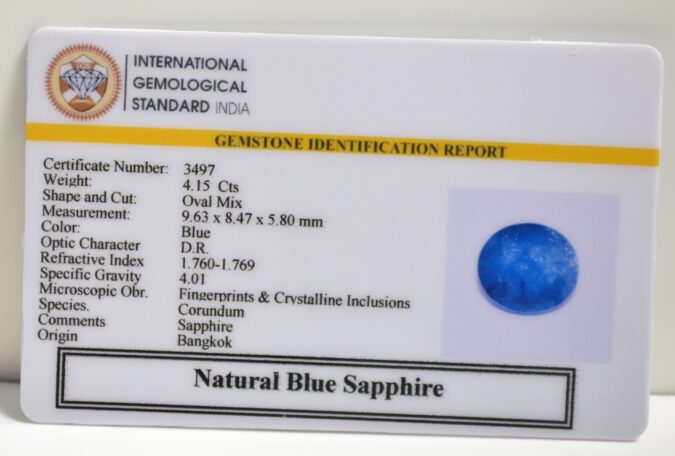 IGS
INTERNATIONAL
GEMOLOGICAL
STANDARD INDIA
GEMSTONE IDENTIFICATION REPORT
Certificate Number: 3497
Weight: 4.15 Cts
Shape and Cut: Oval Mix
Measurement: 9.63 x 8.47 x 5.80 mm
Color: Blue
Optic Character D.R.
Refractive Index 1.760-1.769
Specific Gravity 4.01
Microscopic Obr. Fingerprints & Crystalline Inclusions
Species. Corundum
Comments Sapphire
Origin Bangkok
Natural Blue Sapphire